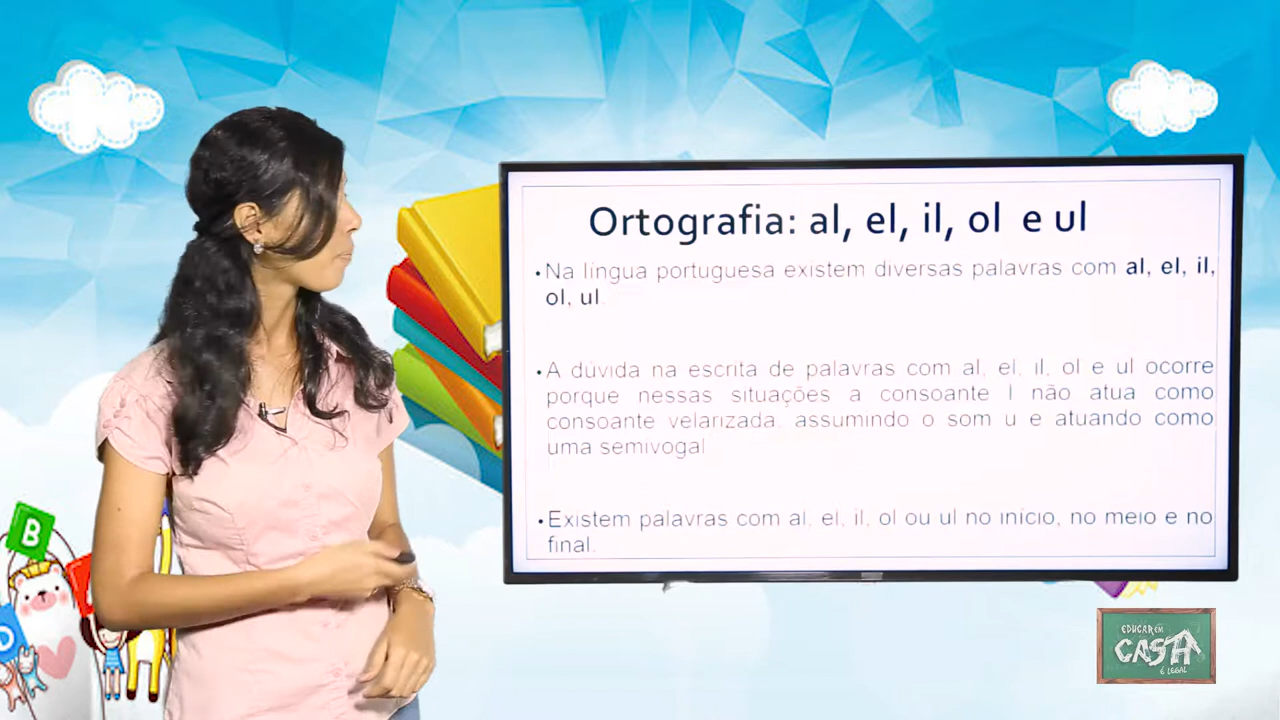 Ortografia: al, el, il, ol e ul
•Na língua portuguesa existem diversas palavras com al, el, il,
ol, ul.
•A dúvida na escrita de palavras com al, el, il, ol e ul ocorre
porque nessas situações a consoante l não atua como
consoante velarizada, assumindo o som u e atuando como
uma semivogal
•Existem palavras com al, el, il, ol ou ul no início, no meio e no
final.
B
EDUCAR EM
CASA
É LEGAL